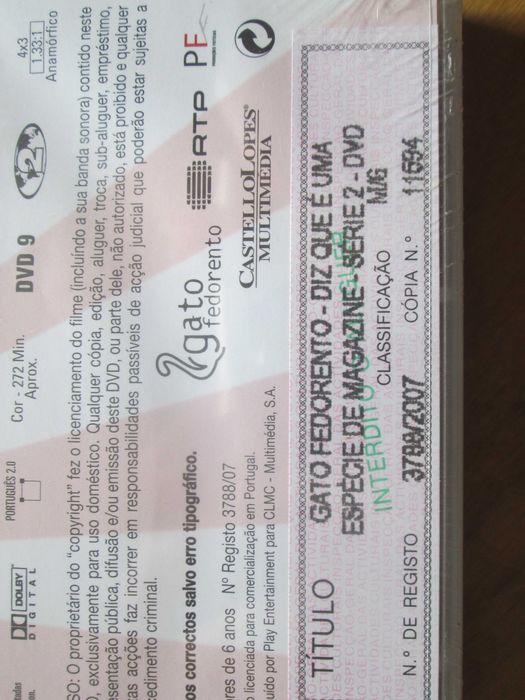 4x3
1.33:1
Anamórfico
2
DVD 9
Cor - 272 Min.
Aprox.
PORTUGUÊS 2.0
DOLBY
DIGITAL
SO: O proprietário do "copyright" fez o licenciamento do filme (incluíndo a sua banda sonora) contido neste
), exclusivamente para uso doméstico. Qualquer cópia, edição, aluguer, troca, sub-aluguer, empréstimo,
sentação pública, difusão e/ou emissão deste DVD, ou parte dele, não autorizado, está proibido e qualquer
as acções faz incorrer em responsabilidades passíveis de acção judicial que poderão estar sujeitas a
edimento criminal.
gato
fedorento
RTP
PF
CASTELLOLOPES®
MULTIMEDIA
os correctos salvo erro tipográfico.
res de 6 anos Nº Registo 3788/07
licenciada para comercialização em Portugal.
uído por Play Entertainment para CLMC - Multimédia, S.A.
TÍTULO
GATO FEDORENTO - DIZ QUE É UMA
ESPÉCIE DE MAGAZINE - SERIE 2 - DVD
INTERDITO
CLASSIFICAÇÃO
M/6
N.º DE REGISTO
3788/2007
CÓPIA N.º
11594